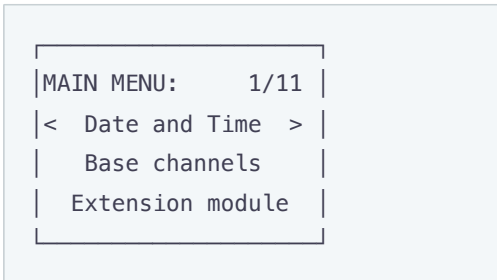 MAIN MENU: 1/11
< Date and Time >
Base channels
Extension module